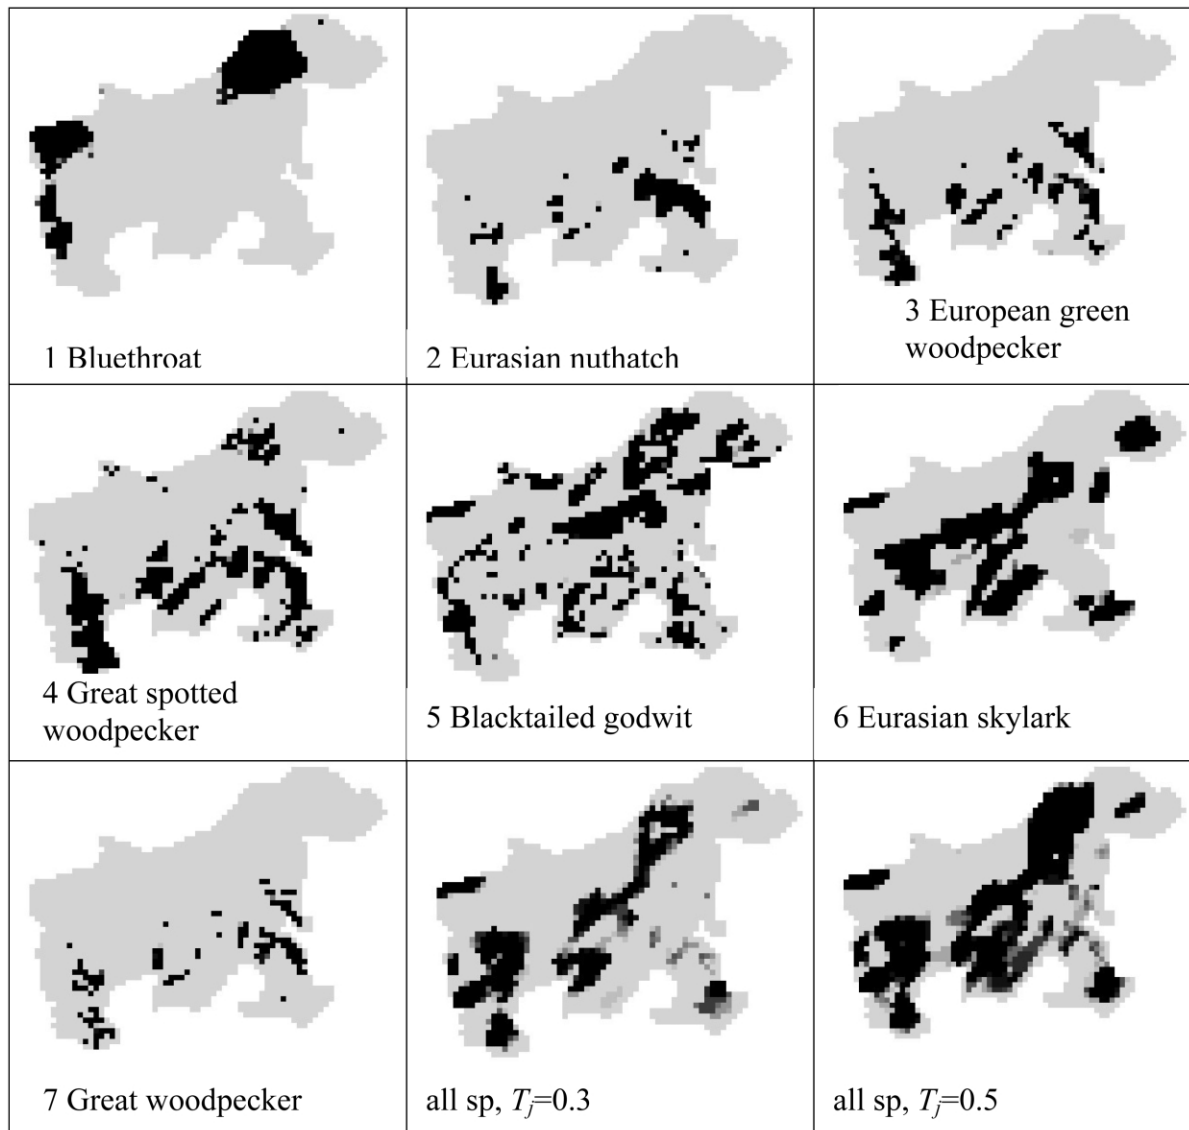 1 Bluethroat
2 Eurasian nuthatch
3 European green
woodpecker
4 Great spotted
woodpecker
5 Blacktailed godwit
6 Eurasian skylark
7 Great woodpecker
all sp, Tj=0.3
all sp, Tj=0.5